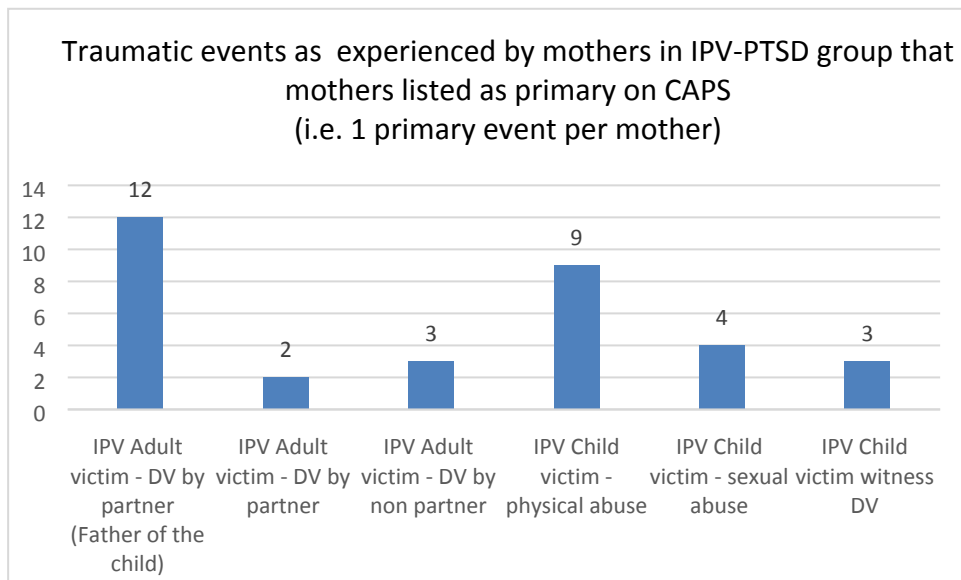 Traumatic events as  experienced by mothers in IPV-PTSD group that
mothers listed as primary on CAPS
(i.e. 1 primary event per mother)
14
12
10
8
6
4
2
0
12
2
3
9
4
3
IPV Adult
victim - DV by
partner
(Father of the
child)
IPV Adult
victim - DV by
partner
IPV Adult
victim - DV by
non partner
IPV Child
victim -
physical abuse
IPV Child
victim - sexual
abuse
IPV Child
victim witness
DV